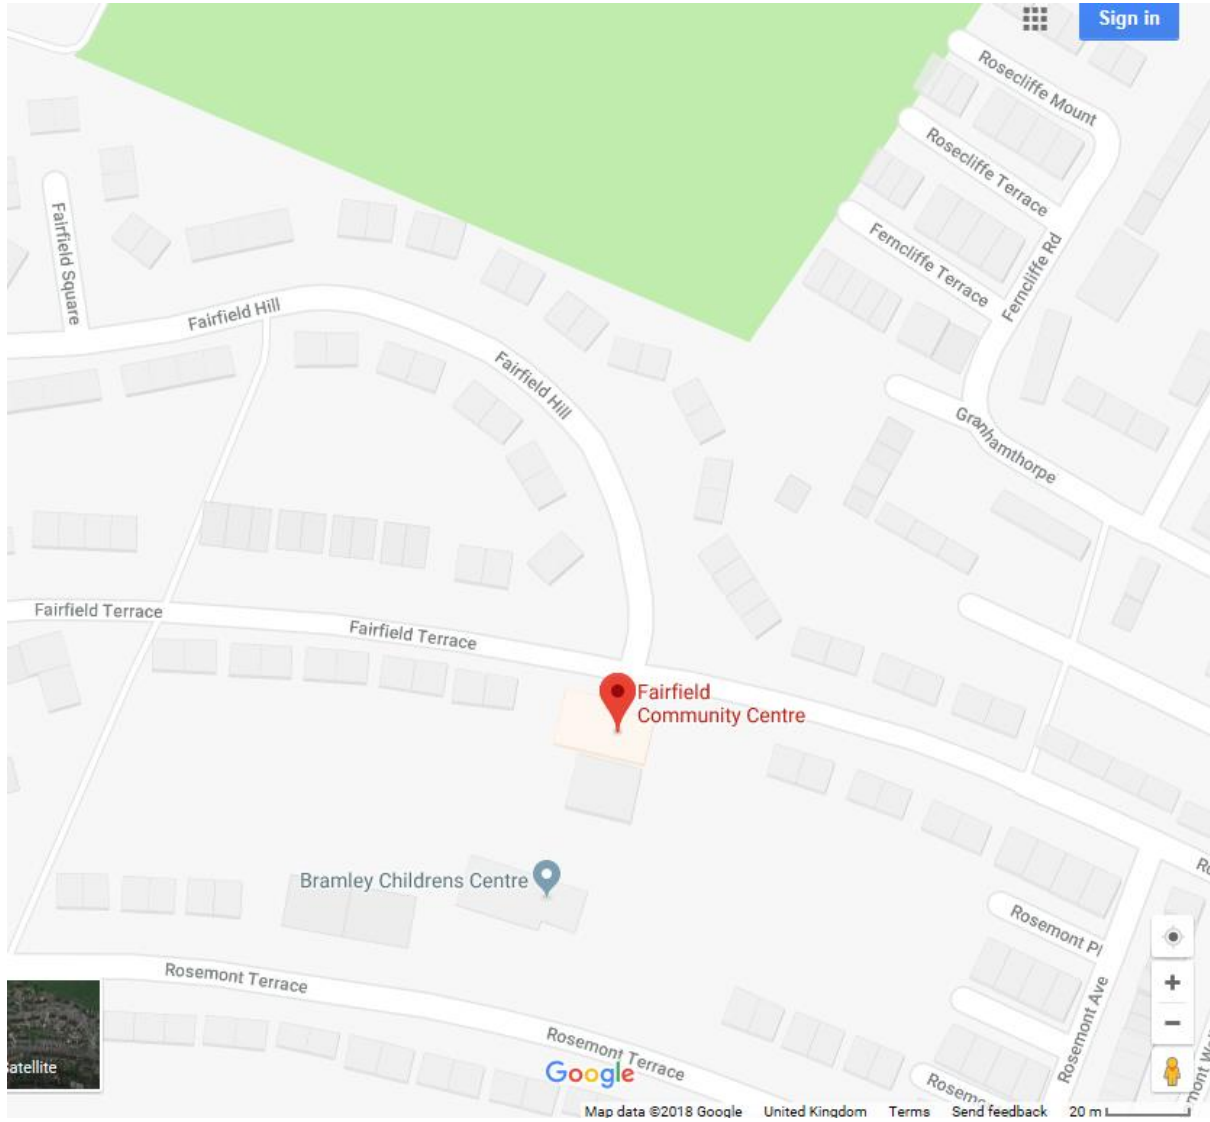 Sign in
Rosecliffe Mount
Rosecliffe Terrace
Ferncliffe Terrace
Ferncliffe Rd
Fairfield Square
Fairfield Hill
Fairfield Hill
Granhamthorpe
Fairfield Terrace
Fairfield Terrace
Fairfield
Community Centre
Bramley Childrens Centre
Rosemont Pl
Rosemont Terrace
Rosemont Ave
Rosemont Terrace
Google
Map data ©2018 Google United Kingdom Terms Send feedback 20 m